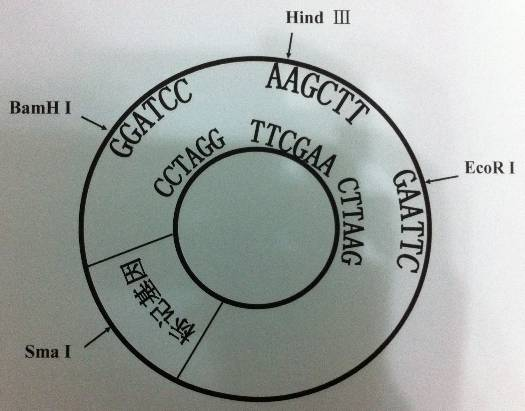 Hind Ⅲ
BamH I
GGATCC
AAGCTT
CCTAGG
TTCGAA
EcoR I
GAATTC
CTTAAG
标记基因
Sma I